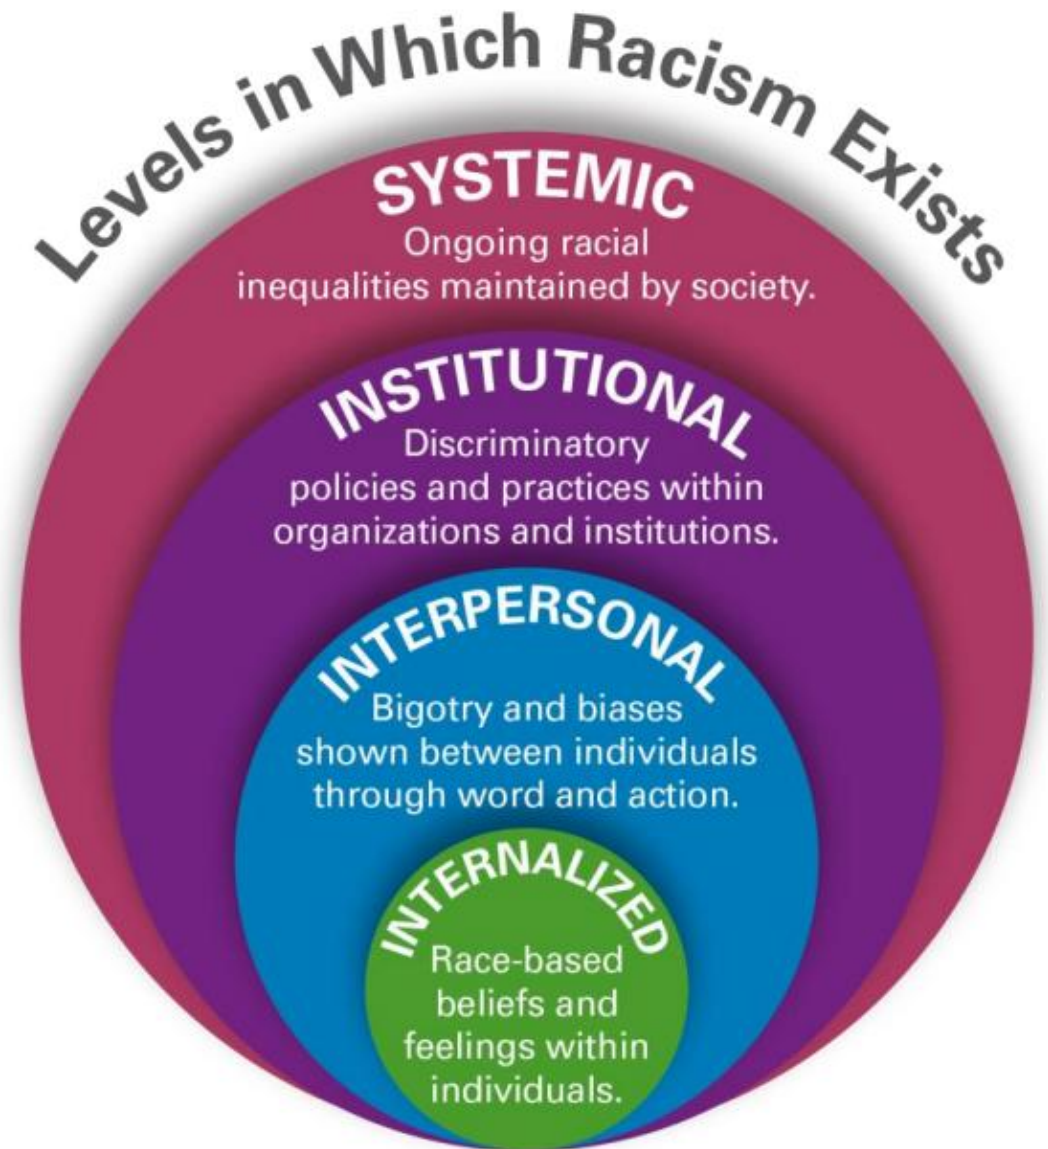 Levels in Which Racism Exists
SYSTEMIC
Ongoing racial
inequalities maintained by society.
INSTITUTIONAL
Discriminatory
policies and practices within
organizations and institutions.
INTERPERSONAL
Bigotry and biases
shown between individuals
through word and action.
INTERNALIZED
Race-based
beliefs and
feelings within
individuals.